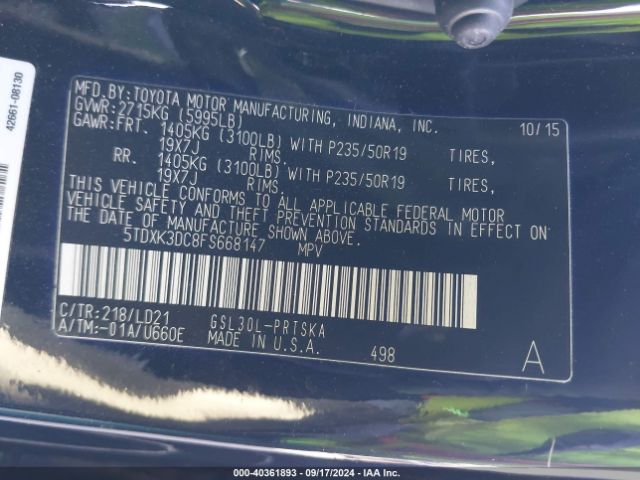 42661-08130
MFD.BY:TOYOTA MOTOR MANUFACTURING, INDIANA, INC. 10/15
GVWR:2715KG (5995LB)
GAWR:FRT. 1405KG (3100LB) WITH P235/50R19 TIRES,
19X7J RIMS.
RR. 1405KG (3100LB) WITH P235/50R19 TIRES,
19X7J RIMS.
THIS VEHICLE CONFORMS TO ALL APPLICABLE FEDERAL MOTOR
VEHICLE SAFETY AND THEFT PREVENTION STANDARDS IN EFFECT ON
THE DATE OF MANUFACTURE SHOWN ABOVE.
5TDXK3DC8FS668147 MPV
C/TR:218/LD21 GSL30L-PRTSKA
A/TM:-01A/U660E MADE IN U.S.A. 498 A
000-40361893 - 09/17/2024 - IAA Inc.